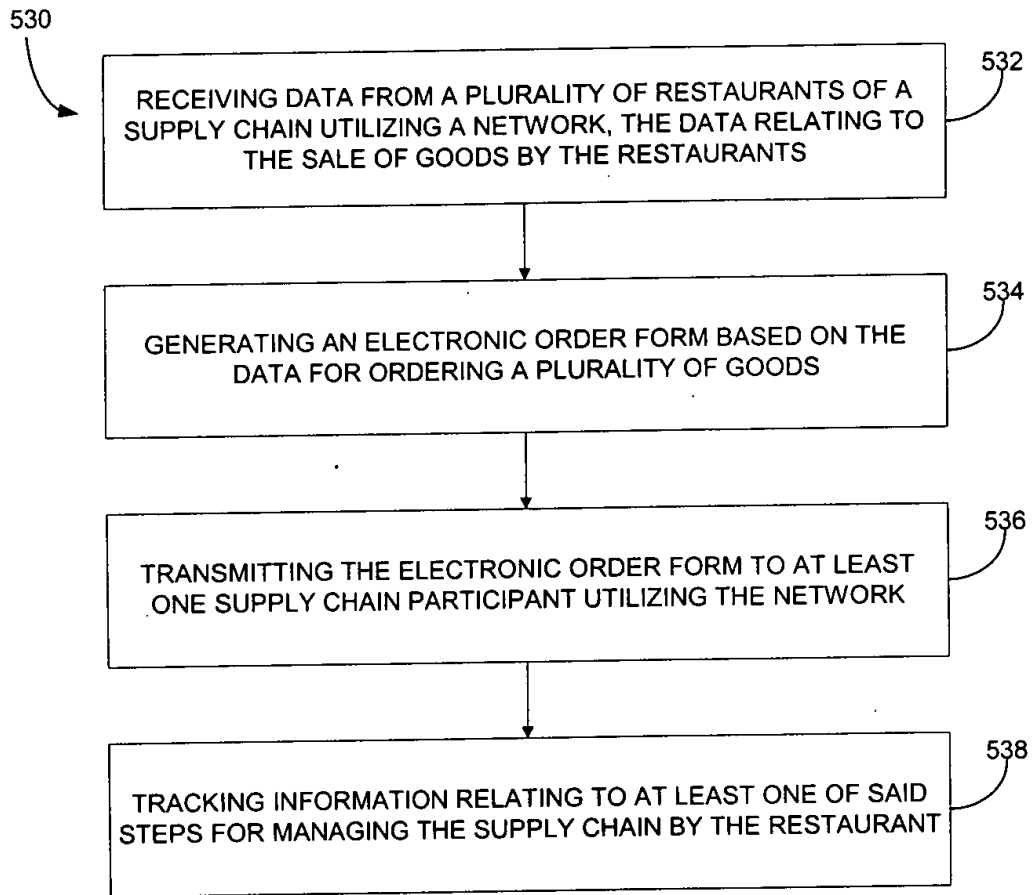 530
532
RECEIVING DATA FROM A PLURALITY OF RESTAURANTS OF A
SUPPLY CHAIN UTILIZING A NETWORK, THE DATA RELATING TO
THE SALE OF GOODS BY THE RESTAURANTS
534
GENERATING AN ELECTRONIC ORDER FORM BASED ON THE
DATA FOR ORDERING A PLURALITY OF GOODS
536
TRANSMITTING THE ELECTRONIC ORDER FORM TO AT LEAST
ONE SUPPLY CHAIN PARTICIPANT UTILIZING THE NETWORK
538
TRACKING INFORMATION RELATING TO AT LEAST ONE OF SAID
STEPS FOR MANAGING THE SUPPLY CHAIN BY THE RESTAURANT